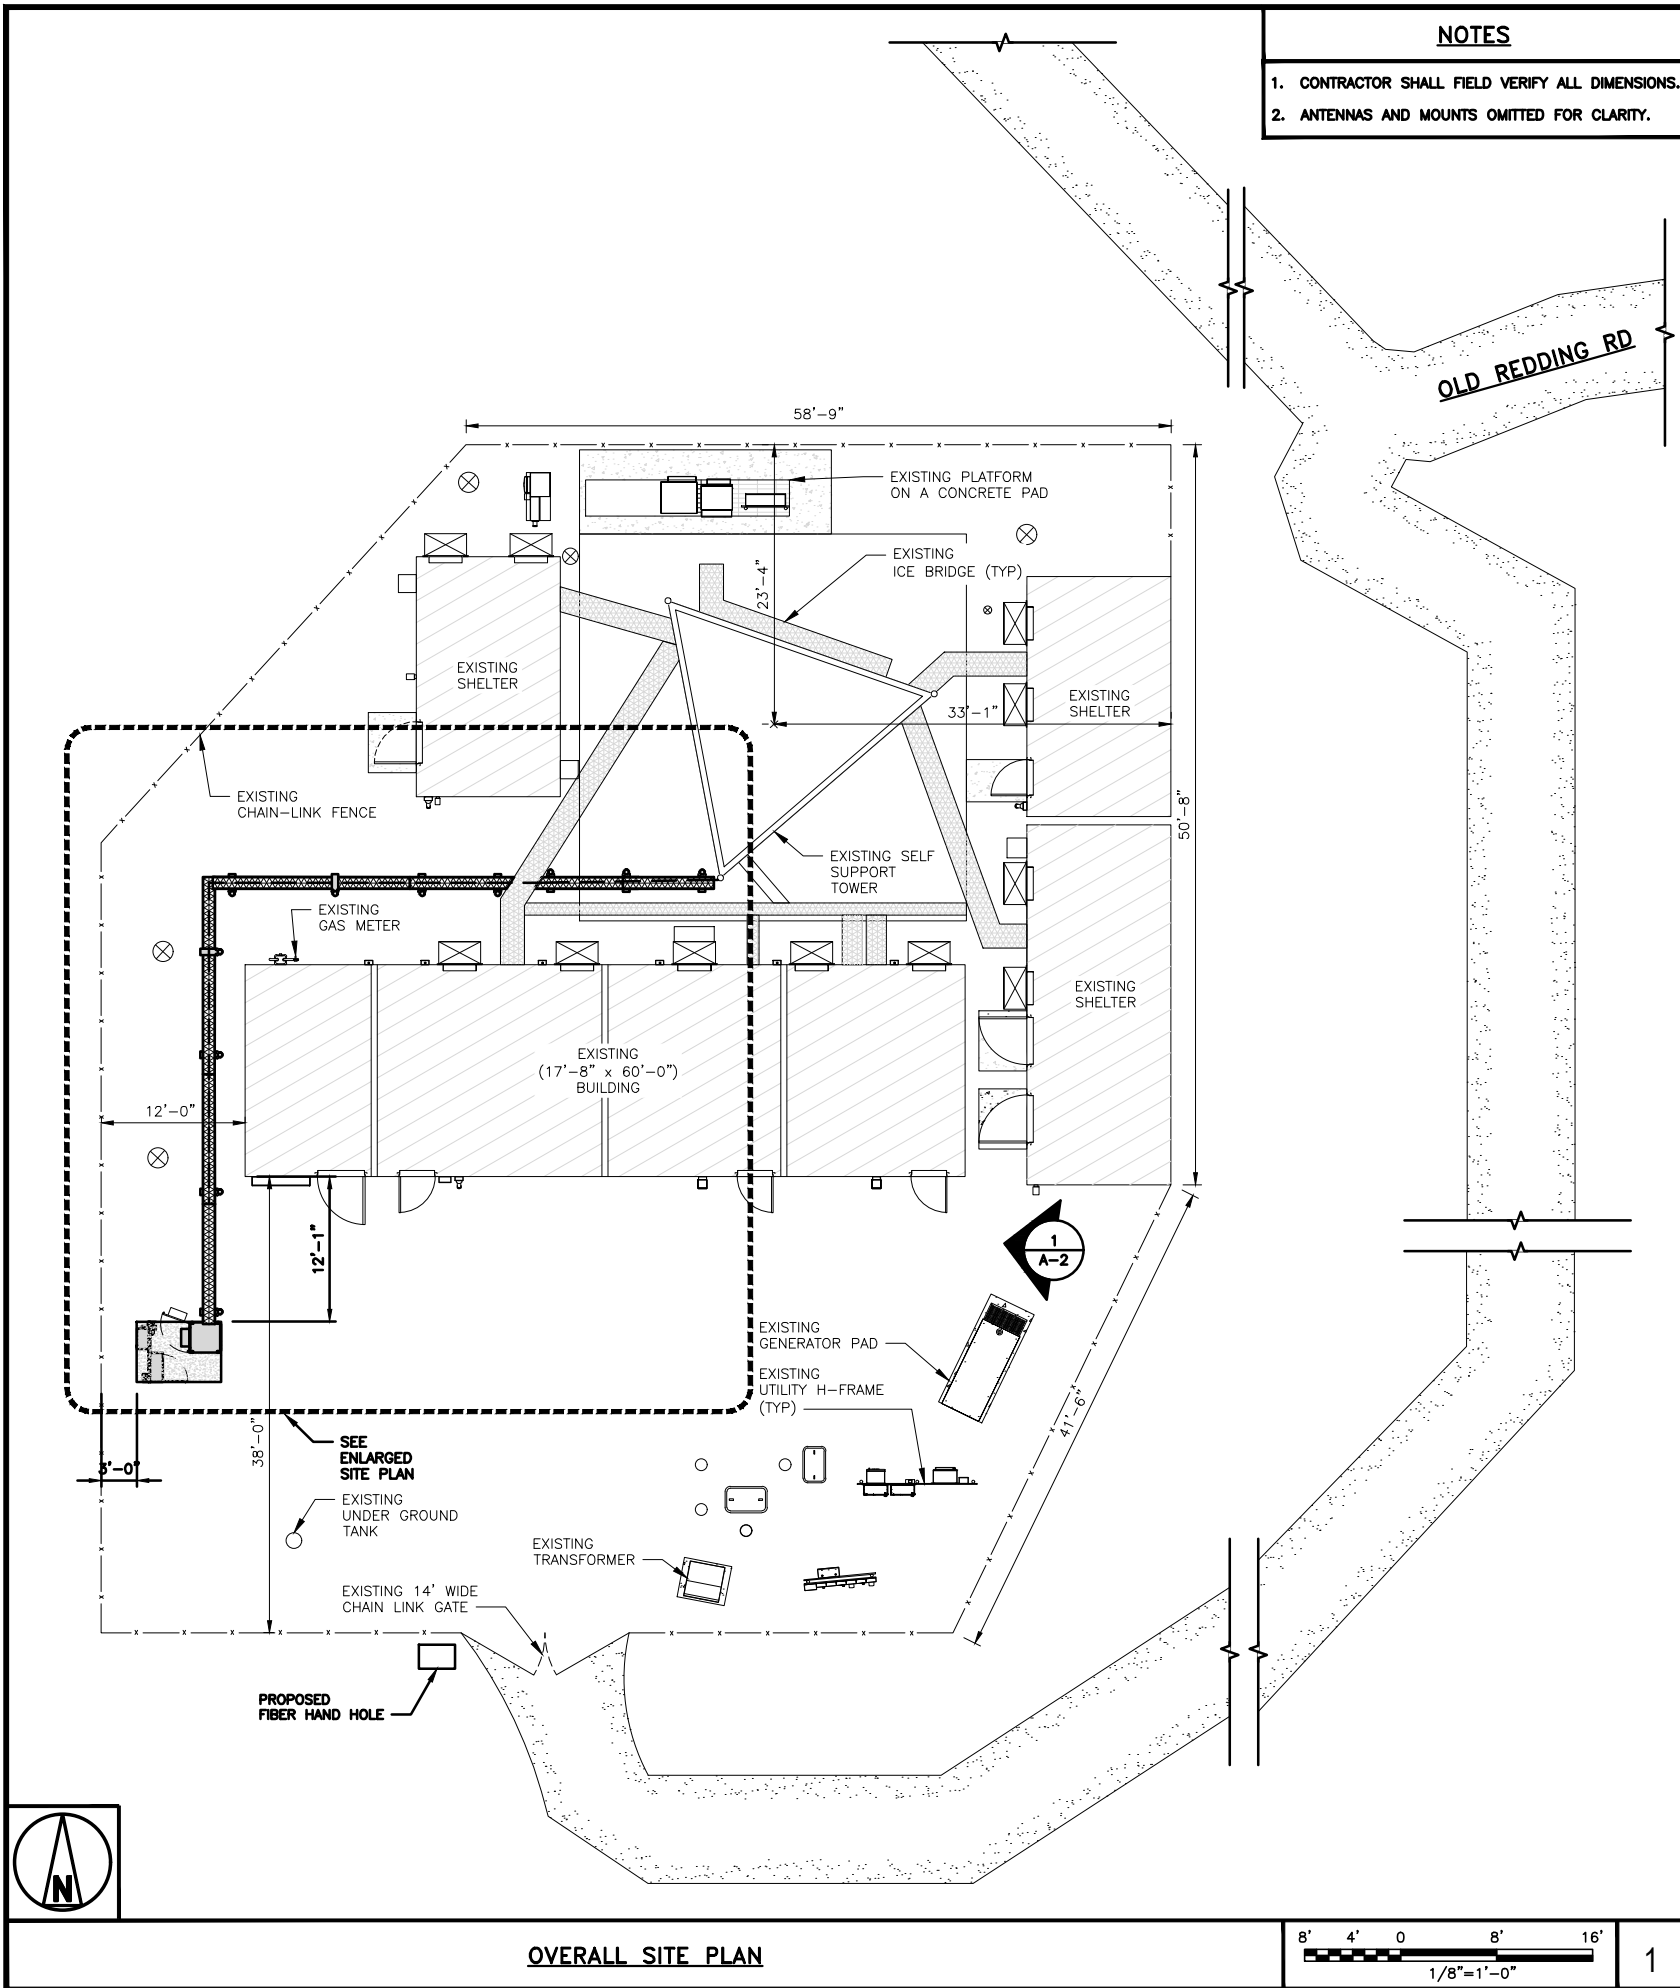 NOTES
1. CONTRACTOR SHALL FIELD VERIFY ALL DIMENSIONS.
2. ANTENNAS AND MOUNTS OMITTED FOR CLARITY.
OLD REDDING RD
58'-9"
EXISTING PLATFORM
ON A CONCRETE PAD
EXISTING
ICE BRIDGE (TYP)
23'-4"
EXISTING
SHELTER
EXISTING
SHELTER
33'-1"
EXISTING
CHAIN-LINK FENCE
50'-8"
EXISTING SELF
SUPPORT
TOWER
EXISTING
GAS METER
EXISTING
SHELTER
EXISTING
(17'-8" x 60'-0")
BUILDING
12'-0"
12'-1"
1
A-2
EXISTING
GENERATOR PAD
EXISTING
UTILITY H-FRAME
(TYP)
41'-6"
38'-0"
SEE
ENLARGED
SITE PLAN
3'-0"
EXISTING
UNDER GROUND
TANK
EXISTING
TRANSFORMER
EXISTING 14' WIDE
CHAIN LINK GATE
PROPOSED
FIBER HAND HOLE
N
OVERALL SITE PLAN
8' 4' 0 8' 16'
1/8"=1'-0"
1